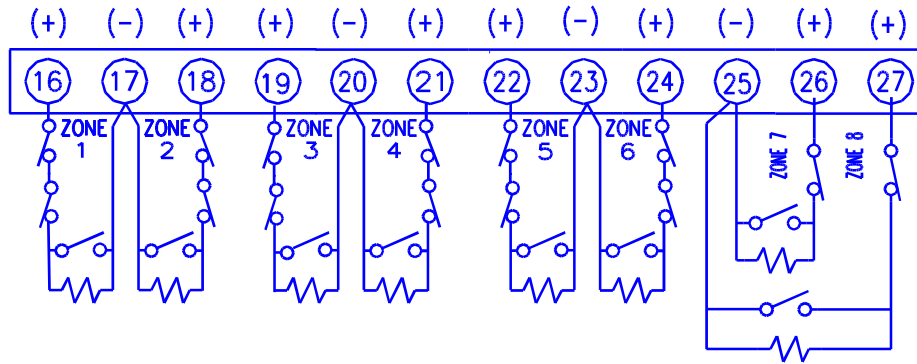 (+) (-) (+) (+) (-) (+) (+) (-) (+) (-) (+) (+)
16 17 18 19 20 21 22 23 24 25 26 27
ZONE 1
ZONE 2
ZONE 3
ZONE 4
ZONE 5
ZONE 6
ZONE 7
ZONE 8